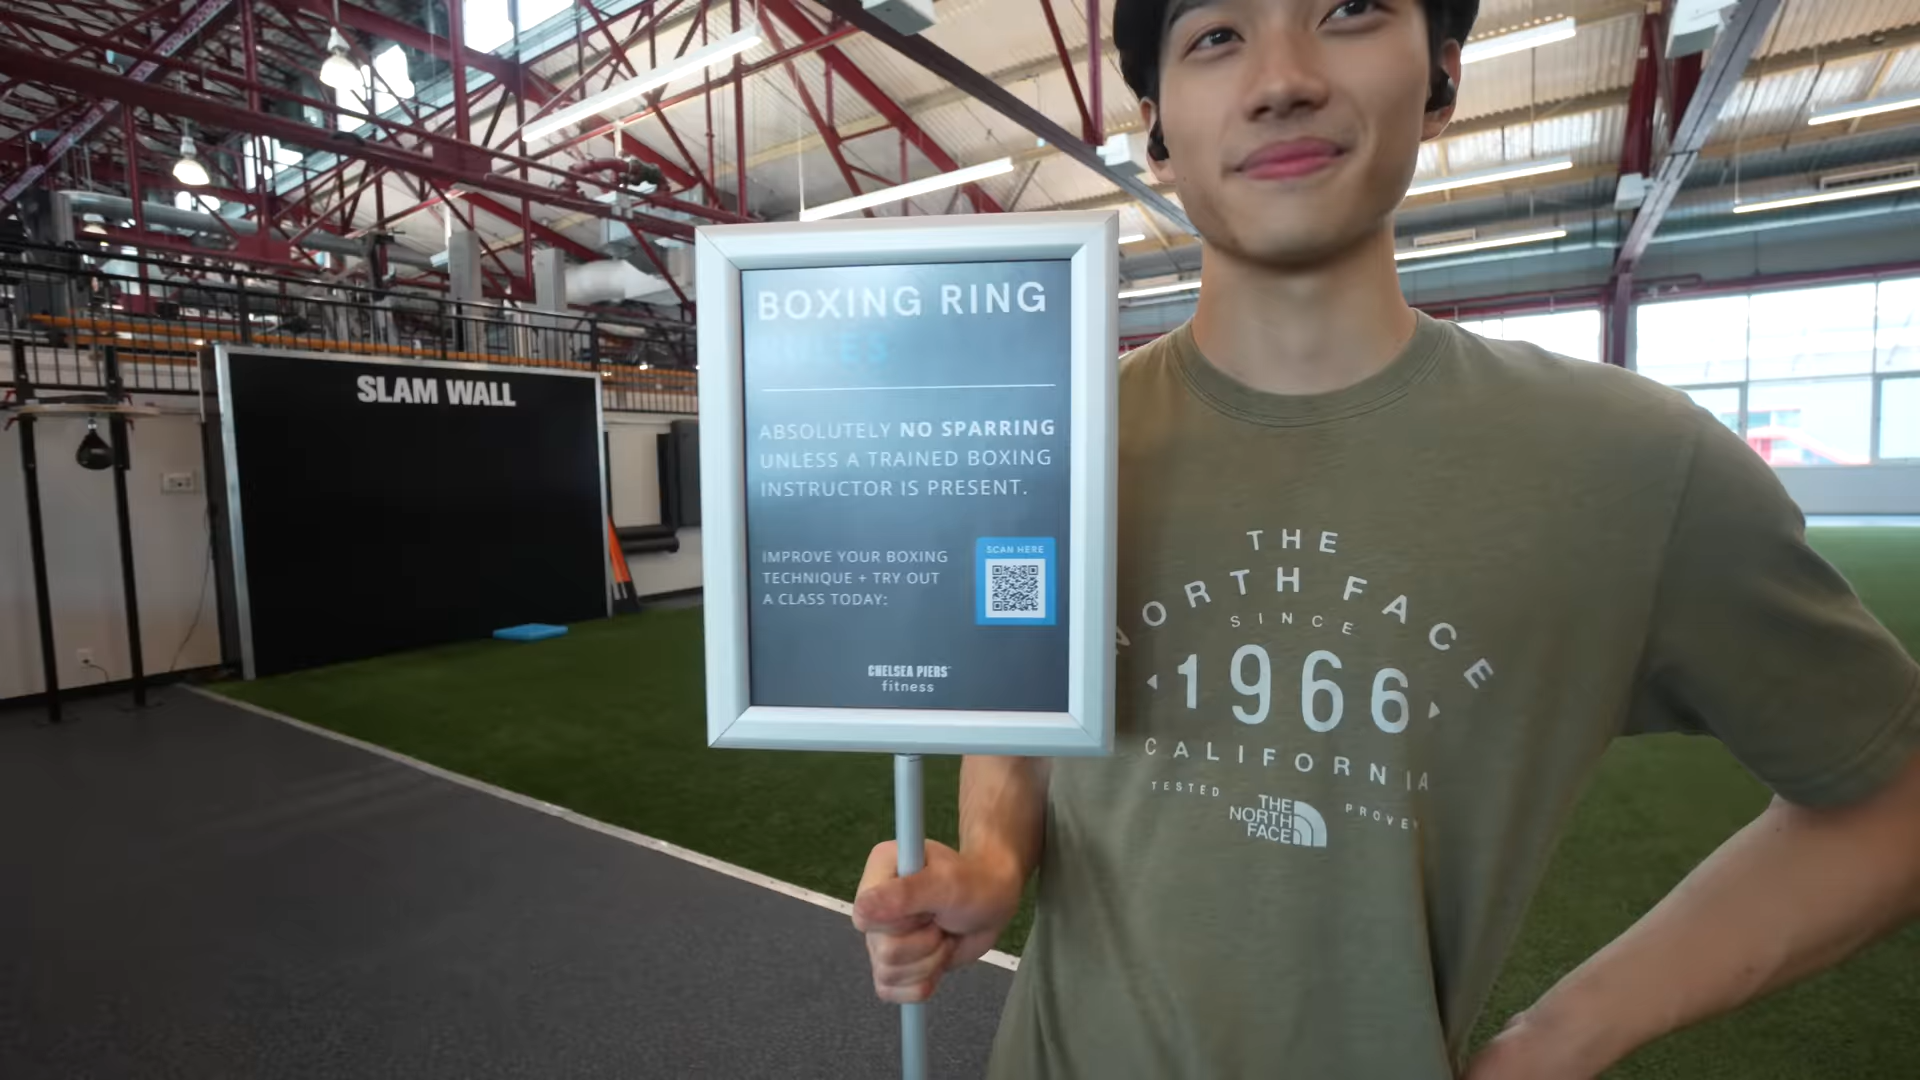 SLAM WALL
BOXING RING
RULES
ABSOLUTELY NO SPARRING
UNLESS A TRAINED BOXING
INSTRUCTOR IS PRESENT.
IMPROVE YOUR BOXING
TECHNIQUE + TRY OUT
A CLASS TODAY:
SCAN HERE
CHELSEA PIERS
fitness
THE
NORTH FACE
SINCE
1966
CALIFORNIA
TESTED PROVEN
THE
NORTH
FACE